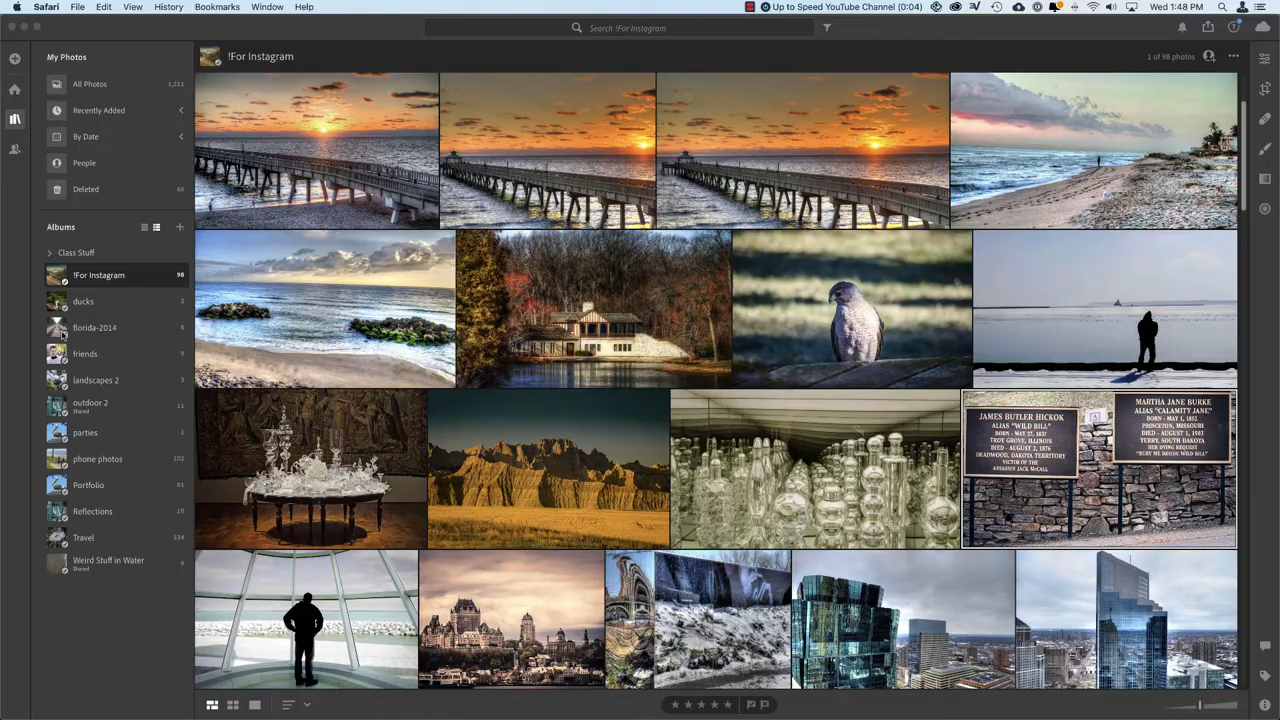 Safari File Edit View History Bookmarks Window Help
Up to Speed YouTube Channel (0:04)
Wed 1:48 PM
Search !For Instagram
My Photos
!For Instagram
1 of 98 photos
All Photos 1,211
Recently Added
By Date
People
Deleted 66
Albums
Class Stuff
!For Instagram 98
ducks 2
florida-2014 8
friends 9
landscapes 2 3
outdoor 2 11
Shared
parties 1
phone photos 192
Portfolio 81
Reflections 10
Travel 534
Weird Stuff in Water 9
Shared
JAMES BUTLER HICKOK
ALIAS "WILD BILL"
BORN - MAY 27, 1837
TROY GROVE, ILLINOIS
DIED - AUGUST 2, 1876
DEADWOOD, DAKOTA TERRITORY
VICTIM OF THE
ASSASSIN JACK McCALL
MARTHA JANE BURKE
ALIAS "CALAMITY JANE"
BORN - MAY 1, 1852
PRINCETON, MISSOURI
DIED - AUGUST 1, 1903
TERRY, SOUTH DAKOTA
HER DYING REQUEST
"BURY ME BESIDE WILD BILL"